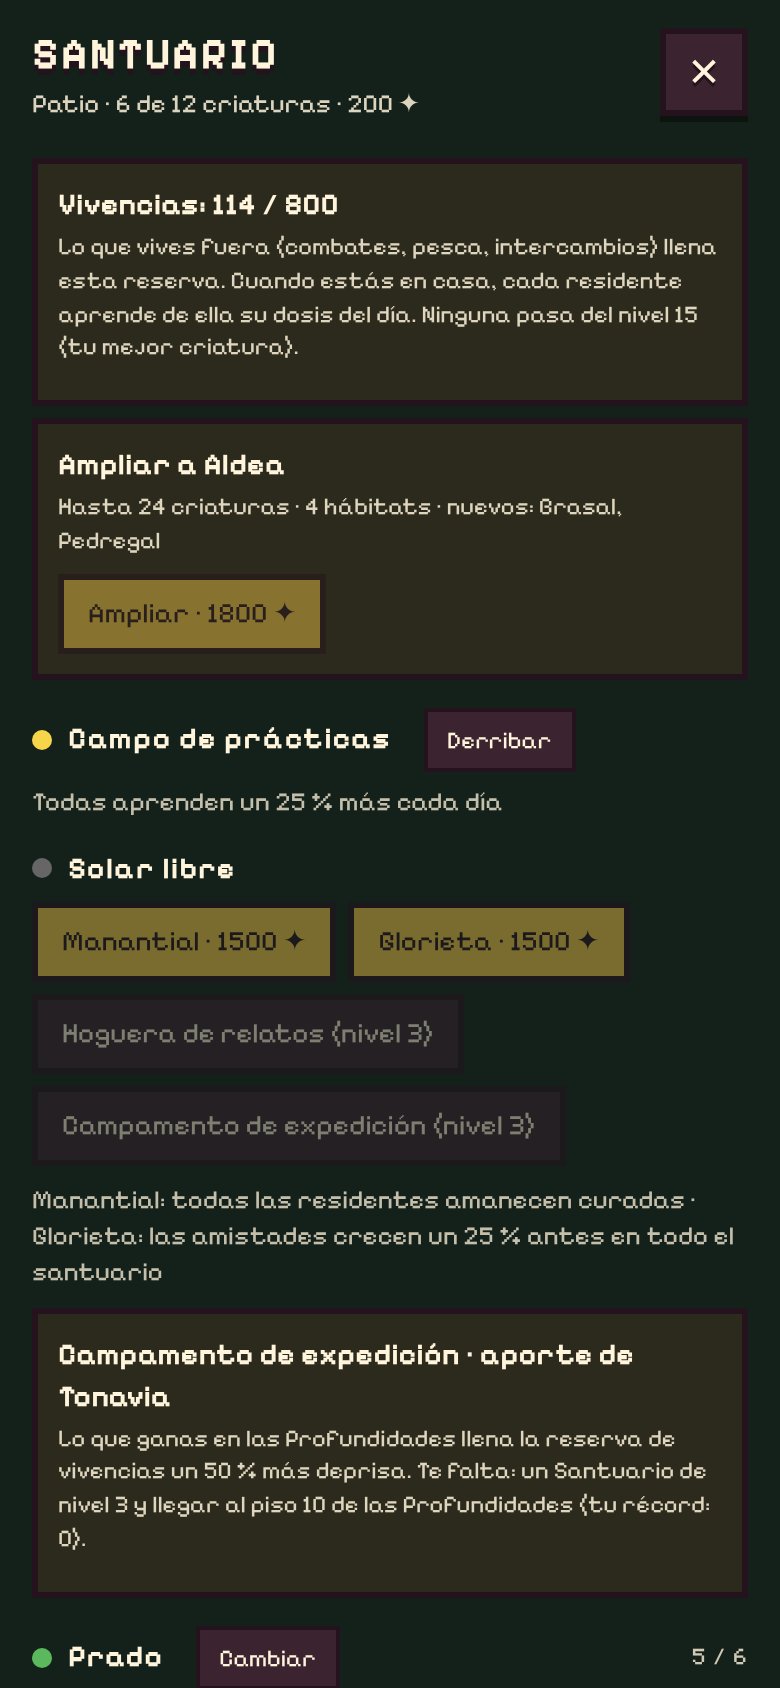 SANTUARIO
Patio · 6 de 12 criaturas · 200 ✦
×
Vivencias: 114 / 800
Lo que vives fuera (combates, pesca, intercambios) llena
esta reserva. Cuando estás en casa, cada residente
aprende de ella su dosis del día. Ninguna pasa del nivel 15
(tu mejor criatura).
Ampliar a Aldea
Hasta 24 criaturas · 4 hábitats · nuevos: Brasal,
Pedregal
Ampliar · 1800 ✦
Campo de prácticas Derribar
Todas aprenden un 25 % más cada día
Solar libre
Manantial · 1500 ✦ Glorieta · 1500 ✦
Hoguera de relatos (nivel 3)
Campamento de expedición (nivel 3)
Manantial: todas las residentes amanecen curadas ·
Glorieta: las amistades crecen un 25 % antes en todo el
santuario
Campamento de expedición · aporte de
Tonavia
Lo que ganas en las Profundidades llena la reserva de
vivencias un 50 % más deprisa. Te falta: un Santuario de
nivel 3 y llegar al piso 10 de las Profundidades (tu récord:
0).
Prado Cambiar 5 / 6